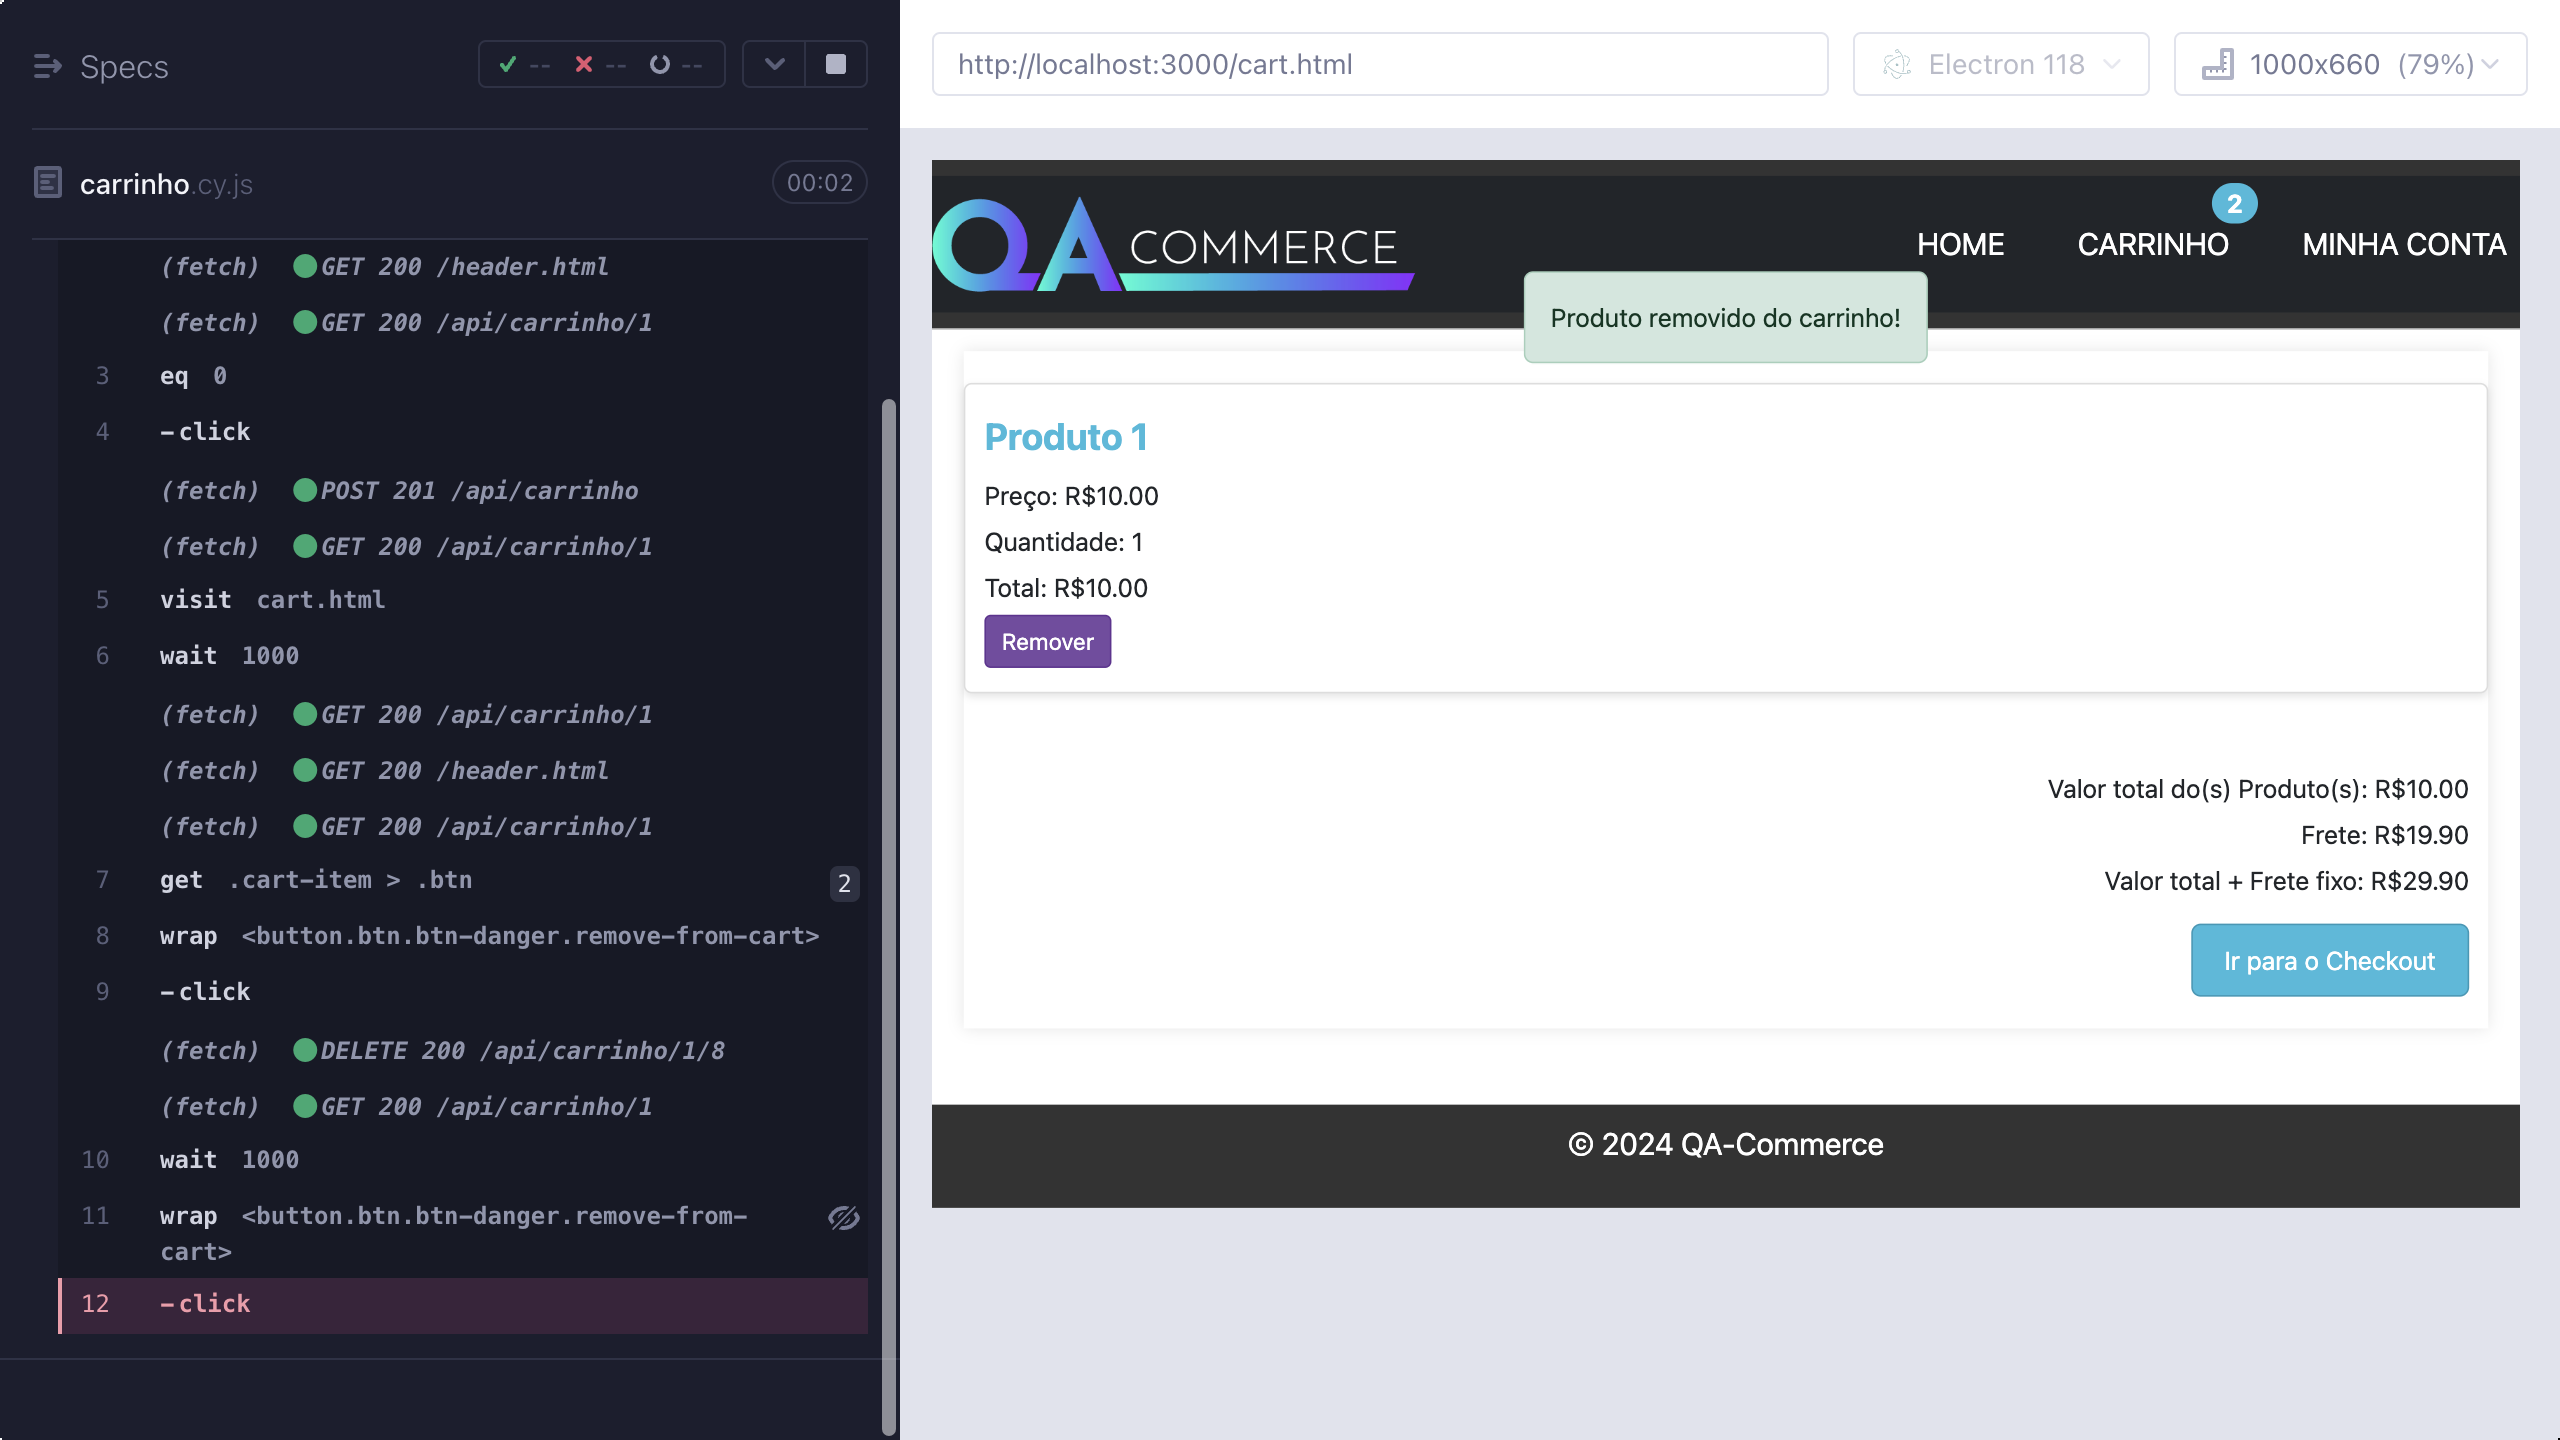 Specs
-- -- --
carrinho.cy.js
00:02
(fetch) GET 200 /header.html
(fetch) GET 200 /api/carrinho/1
3 eq 0
4 -click
(fetch) POST 201 /api/carrinho
(fetch) GET 200 /api/carrinho/1
5 visit cart.html
6 wait 1000
(fetch) GET 200 /api/carrinho/1
(fetch) GET 200 /header.html
(fetch) GET 200 /api/carrinho/1
7 get .cart-item > .btn 2
8 wrap <button.btn.btn-danger.remove-from-cart>
9 -click
(fetch) DELETE 200 /api/carrinho/1/8
(fetch) GET 200 /api/carrinho/1
10 wait 1000
11 wrap <button.btn.btn-danger.remove-from-
cart>
12 -click
http://localhost:3000/cart.html
Electron 118
1000x660 (79%)
QA COMMERCE
HOME
CARRINHO
2
MINHA CONTA
Produto removido do carrinho!
Produto 1
Preço: R$10.00
Quantidade: 1
Total: R$10.00
Remover
Valor total do(s) Produto(s): R$10.00
Frete: R$19.90
Valor total + Frete fixo: R$29.90
Ir para o Checkout
© 2024 QA-Commerce